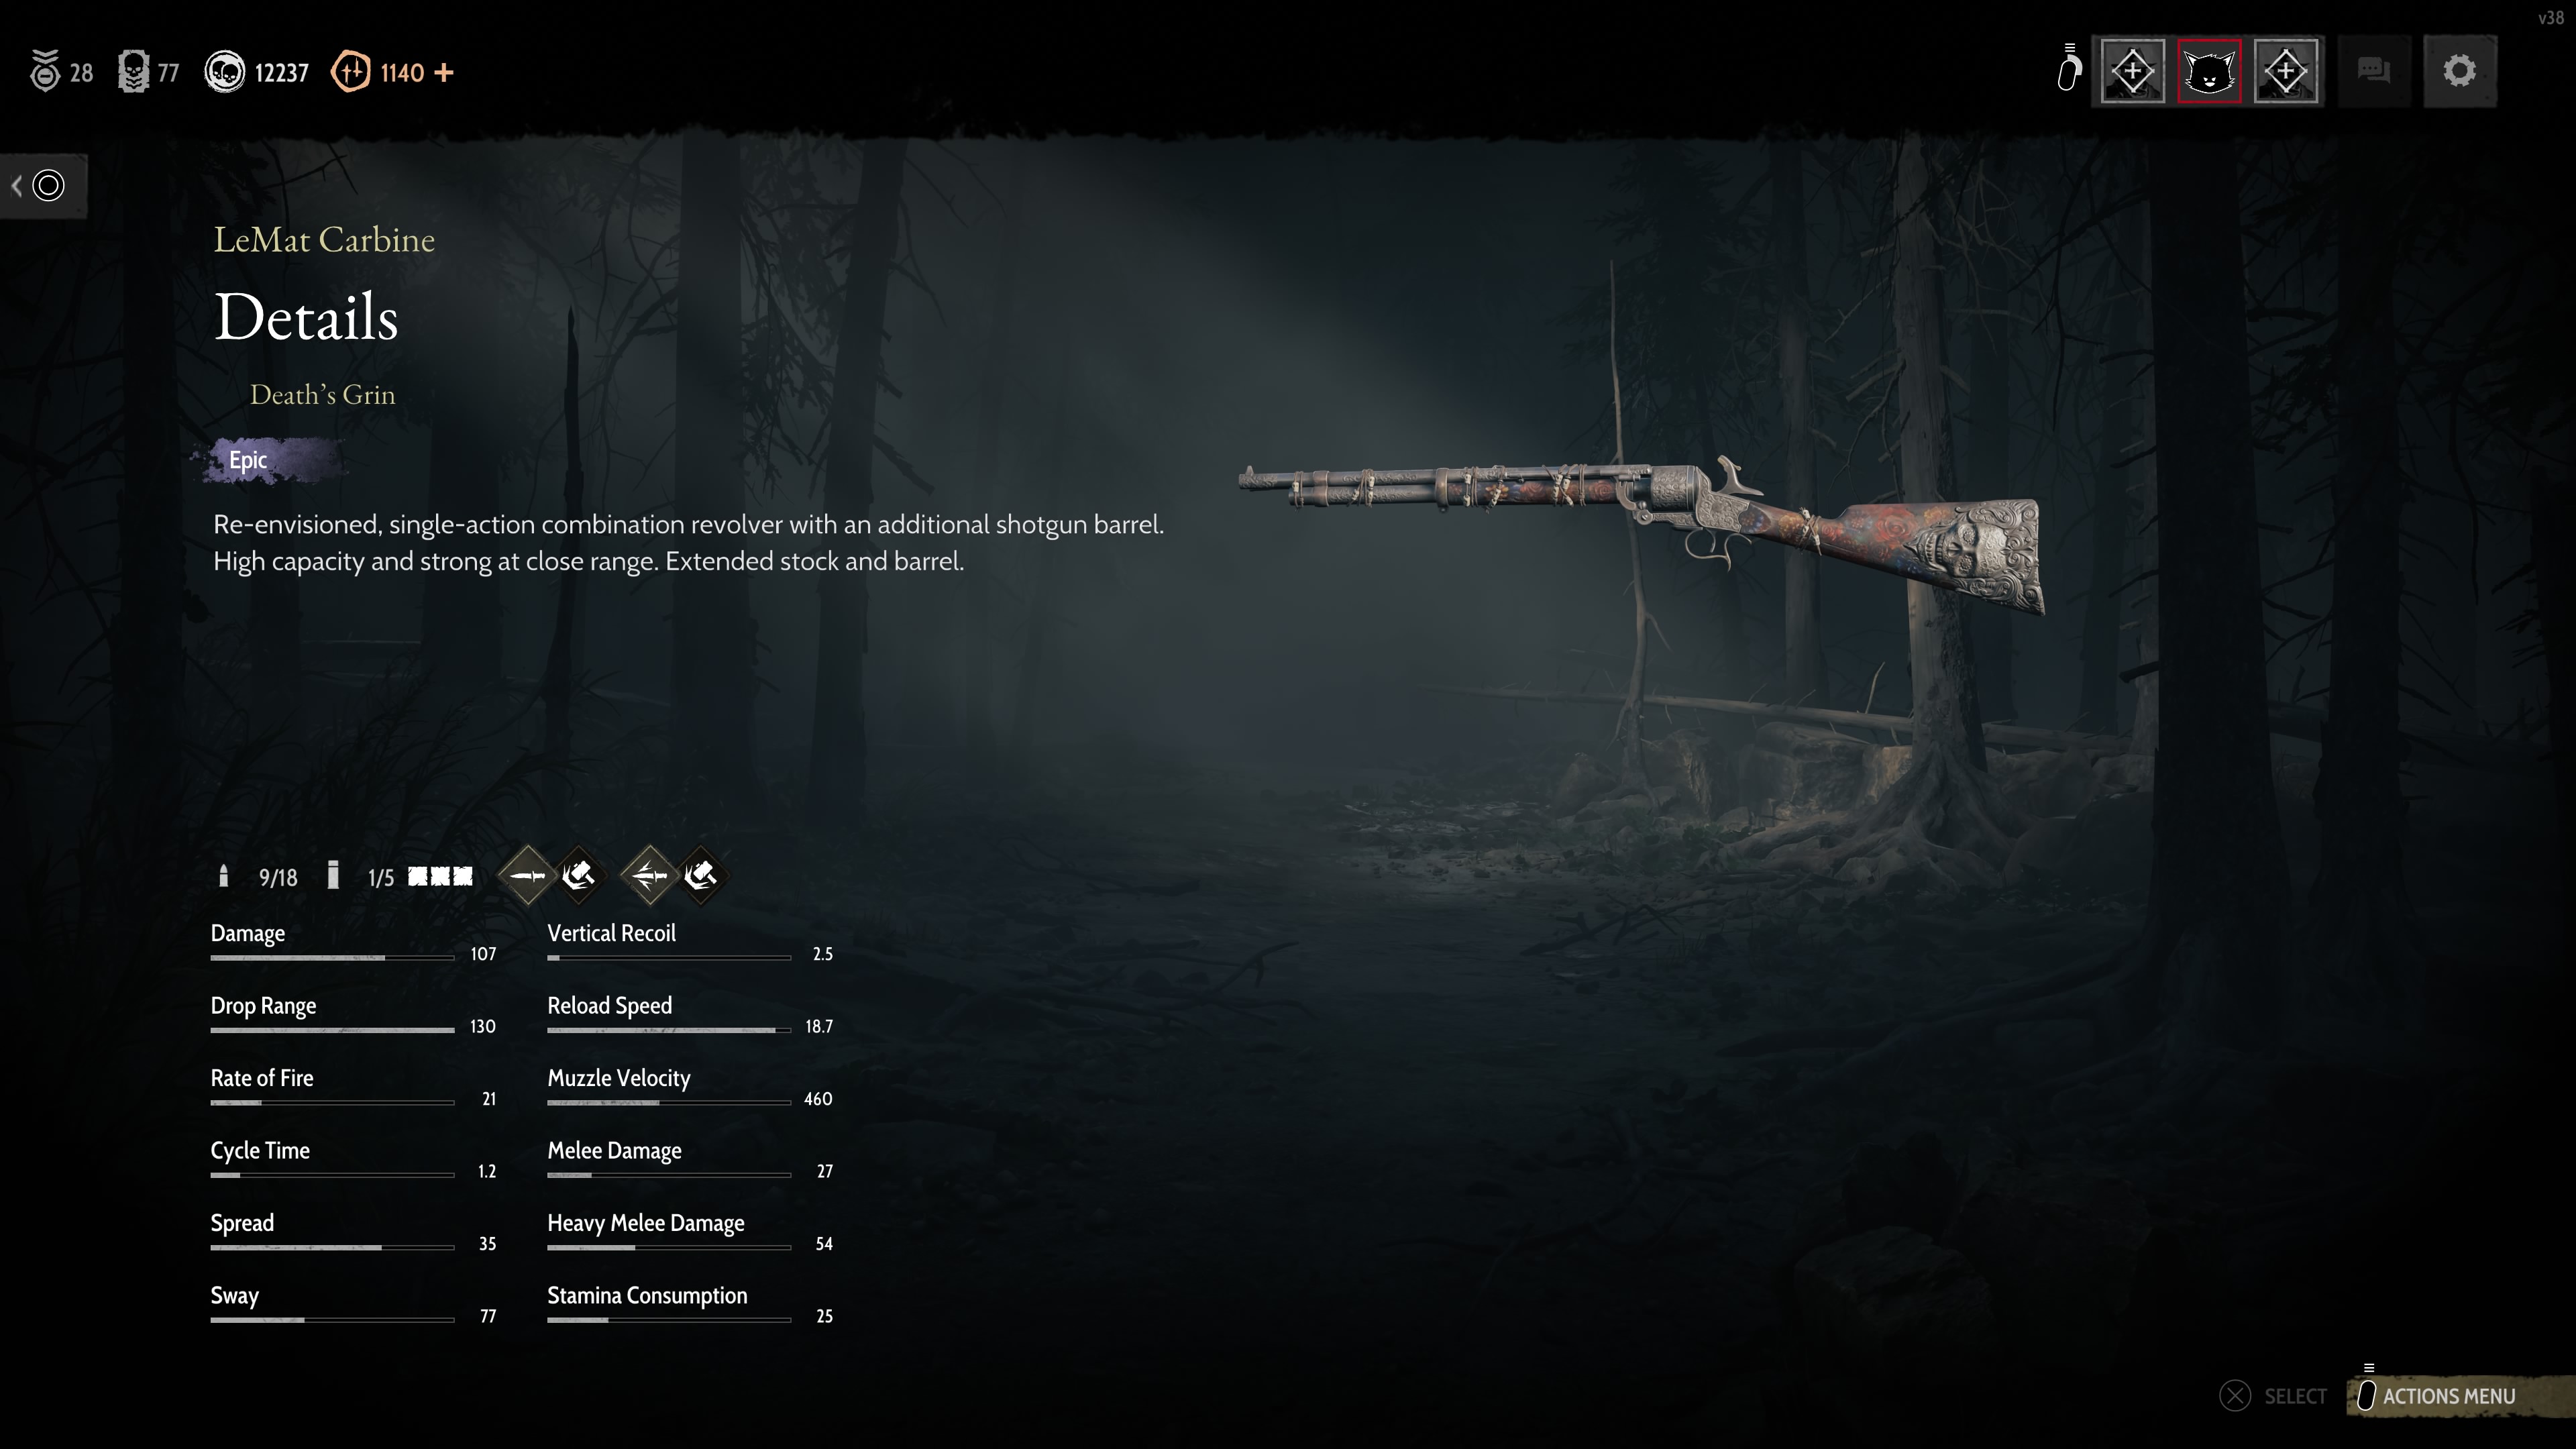 v38
28
77
12237
1140
LeMat Carbine
Details
Death's Grin
Epic
Re-envisioned, single-action combination revolver with an additional shotgun barrel.
High capacity and strong at close range. Extended stock and barrel.
9/18 1/5
Damage 107
Drop Range 130
Rate of Fire 21
Cycle Time 1.2
Spread 35
Sway 77
Vertical Recoil 2.5
Reload Speed 18.7
Muzzle Velocity 460
Melee Damage 27
Heavy Melee Damage 54
Stamina Consumption 25
SELECT
ACTIONS MENU